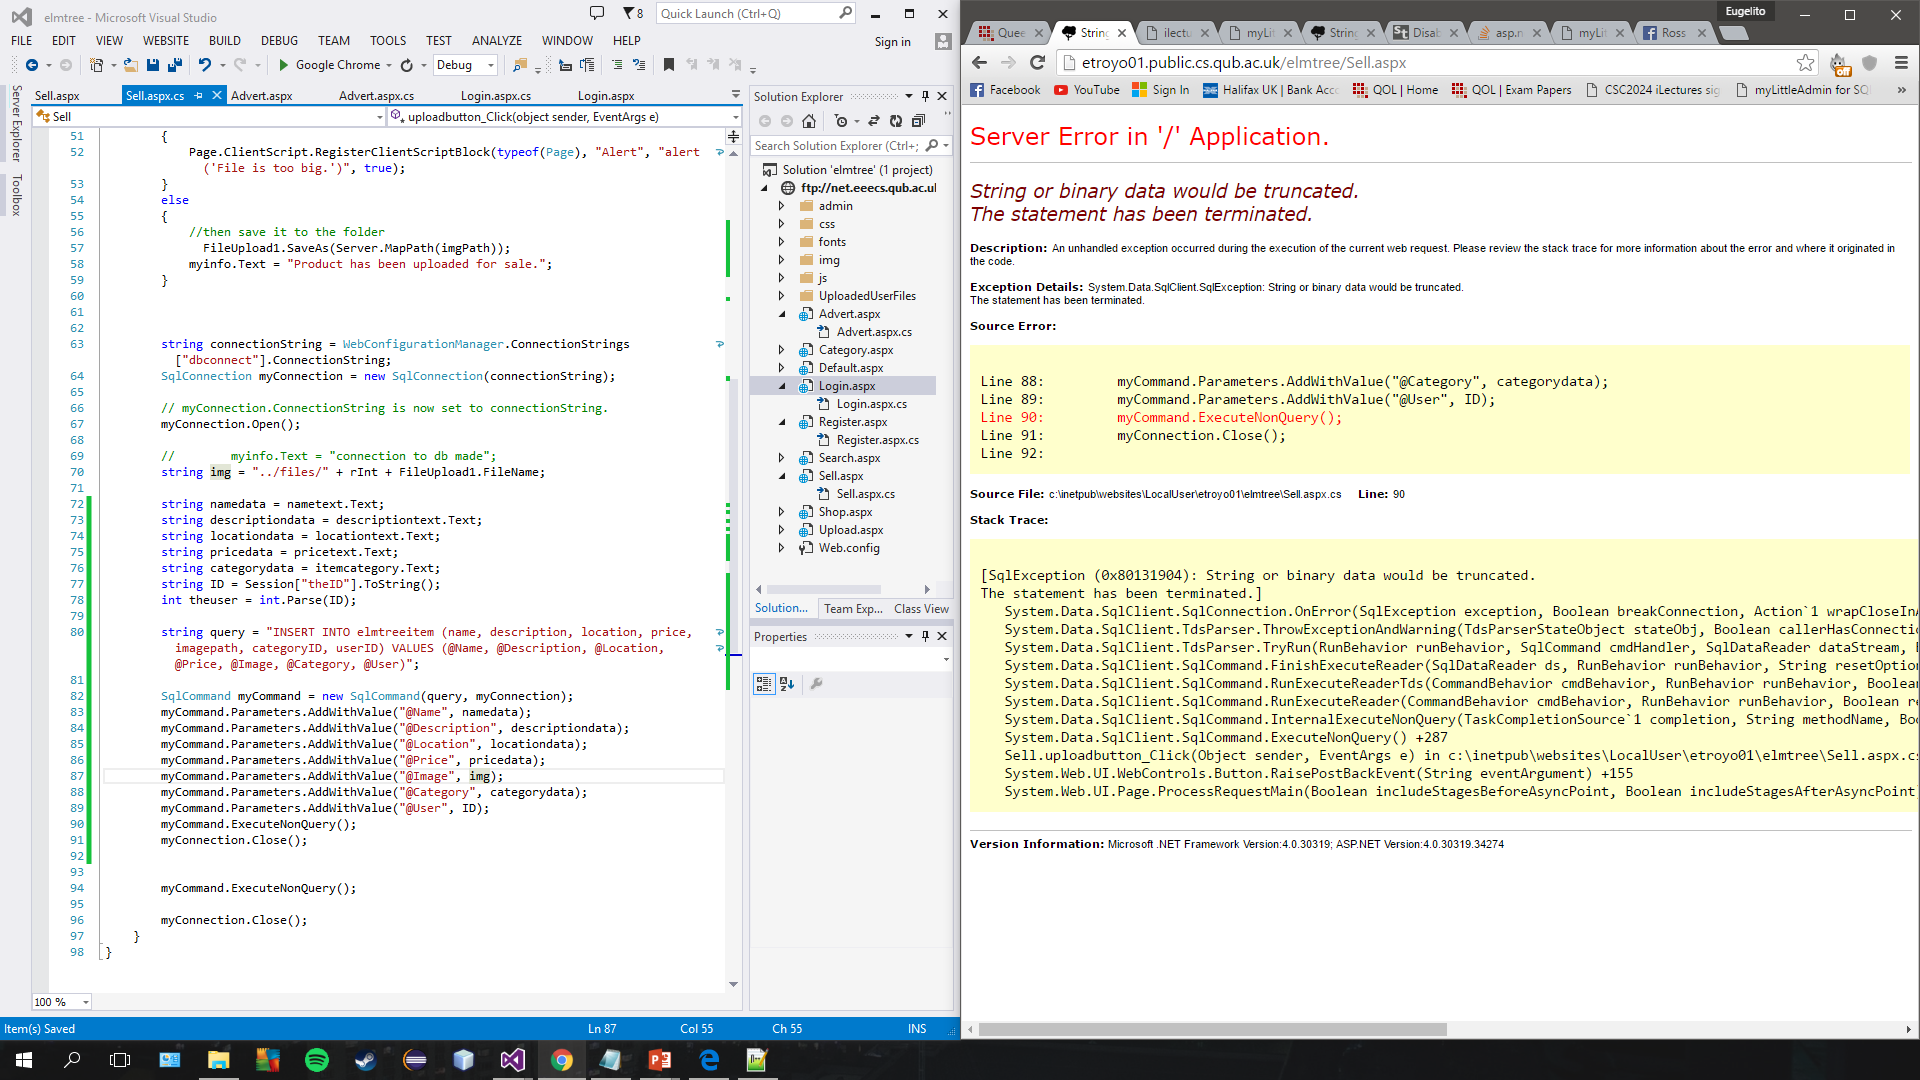 elmtree - Microsoft Visual Studio
8
Quick Launch (Ctrl+Q)
FILE EDIT VIEW WEBSITE BUILD DEBUG TEAM TOOLS TEST ANALYZE WINDOW HELP
Sign in
Google Chrome
Debug
Server Explorer
Toolbox
Sell.aspx
Sell.aspx.cs
Advert.aspx
Advert.aspx.cs
Login.aspx.cs
Login.aspx
Sell
uploadbutton_Click(object sender, EventArgs e)
51 {
52 Page.ClientScript.RegisterClientScriptBlock(typeof(Page), "Alert", "alert
('File is too big.')", true);
53 }
54 else
55 {
56 //then save it to the folder
57 FileUpload1.SaveAs(Server.MapPath(imgPath));
58 myinfo.Text = "Product has been uploaded for sale.";
59 }
60
61
62
63 string connectionString = WebConfigurationManager.ConnectionStrings
["dbconnect"].ConnectionString;
64 SqlConnection myConnection = new SqlConnection(connectionString);
65
66 // myConnection.ConnectionString is now set to connectionString.
67 myConnection.Open();
68
69 // myinfo.Text = "connection to db made";
70 string img = "../files/" + rInt + FileUpload1.FileName;
71
72 string namedata = nametext.Text;
73 string descriptiondata = descriptiontext.Text;
74 string locationdata = locationtext.Text;
75 string pricedata = pricetext.Text;
76 string categorydata = itemcategory.Text;
77 string ID = Session["theID"].ToString();
78 int theuser = int.Parse(ID);
79
80 string query = "INSERT INTO elmtreeitem (name, description, location, price,
imagepath, categoryID, userID) VALUES (@Name, @Description, @Location,
@Price, @Image, @Category, @User)";
81
82 SqlCommand myCommand = new SqlCommand(query, myConnection);
83 myCommand.Parameters.AddWithValue("@Name", namedata);
84 myCommand.Parameters.AddWithValue("@Description", descriptiondata);
85 myCommand.Parameters.AddWithValue("@Location", locationdata);
86 myCommand.Parameters.AddWithValue("@Price", pricedata);
87 myCommand.Parameters.AddWithValue("@Image", img);
88 myCommand.Parameters.AddWithValue("@Category", categorydata);
89 myCommand.Parameters.AddWithValue("@User", ID);
90 myCommand.ExecuteNonQuery();
91 myConnection.Close();
92
93
94 myCommand.ExecuteNonQuery();
95
96 myConnection.Close();
97 }
98 }
100 %
Item(s) Saved
Ln 87 Col 55 Ch 55 INS
Solution Explorer
Search Solution Explorer (Ctrl+;
Solution 'elmtree' (1 project)
ftp://net.eeecs.qub.ac.ul
admin
css
fonts
img
js
UploadedUserFiles
Advert.aspx
Advert.aspx.cs
Category.aspx
Default.aspx
Login.aspx
Login.aspx.cs
Register.aspx
Register.aspx.cs
Search.aspx
Sell.aspx
Sell.aspx.cs
Shop.aspx
Upload.aspx
Web.config
Solution... Team Exp... Class View
Properties
Eugelito
Quee
String
ilectu
myLit
String
Disab
asp.n
myLit
Ross
etroyo01.public.cs.qub.ac.uk/elmtree/Sell.aspx
off
Facebook YouTube Sign In Halifax UK | Bank Acc QOL | Home QOL | Exam Papers CSC2024 iLectures sig myLittleAdmin for SQ »
Server Error in '/' Application.
String or binary data would be truncated.
The statement has been terminated.
Description: An unhandled exception occurred during the execution of the current web request. Please review the stack trace for more information about the error and where it originated in
the code.
Exception Details: System.Data.SqlClient.SqlException: String or binary data would be truncated.
The statement has been terminated.
Source Error:
Line 88: myCommand.Parameters.AddWithValue("@Category", categorydata);
Line 89: myCommand.Parameters.AddWithValue("@User", ID);
Line 90: myCommand.ExecuteNonQuery();
Line 91: myConnection.Close();
Line 92:
Source File: c:\inetpub\websites\LocalUser\etroyo01\elmtree\Sell.aspx.cs Line: 90
Stack Trace:
[SqlException (0x80131904): String or binary data would be truncated.
The statement has been terminated.]
System.Data.SqlClient.SqlConnection.OnError(SqlException exception, Boolean breakConnection, Action`1 wrapCloseInA
System.Data.SqlClient.TdsParser.ThrowExceptionAndWarning(TdsParserStateObject stateObj, Boolean callerHasConnectio
System.Data.SqlClient.TdsParser.TryRun(RunBehavior runBehavior, SqlCommand cmdHandler, SqlDataReader dataStream,
System.Data.SqlClient.SqlCommand.FinishExecuteReader(SqlDataReader ds, RunBehavior runBehavior, String resetOption
System.Data.SqlClient.SqlCommand.RunExecuteReaderTds(CommandBehavior cmdBehavior, RunBehavior runBehavior, Boolean
System.Data.SqlClient.SqlCommand.RunExecuteReader(CommandBehavior cmdBehavior, RunBehavior runBehavior, Boolean re
System.Data.SqlClient.SqlCommand.InternalExecuteNonQuery(TaskCompletionSource`1 completion, String methodName, Boo
System.Data.SqlClient.SqlCommand.ExecuteNonQuery() +287
Sell.uploadbutton_Click(Object sender, EventArgs e) in c:\inetpub\websites\LocalUser\etroyo01\elmtree\Sell.aspx.cs
System.Web.UI.WebControls.Button.RaisePostBackEvent(String eventArgument) +155
System.Web.UI.Page.ProcessRequestMain(Boolean includeStagesBeforeAsyncPoint, Boolean includeStagesAfterAsyncPoint
Version Information: Microsoft .NET Framework Version:4.0.30319; ASP.NET Version:4.0.30319.34274